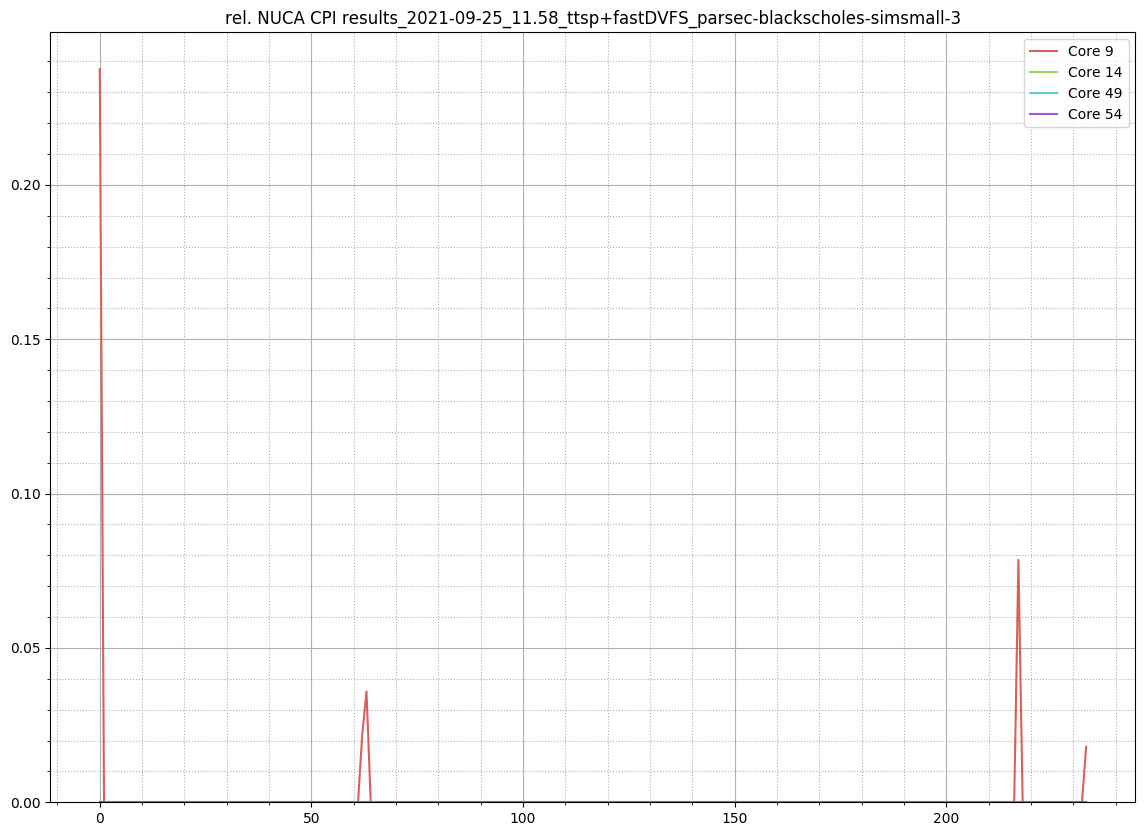 rel. NUCA CPI results_2021-09-25_11.58_ttsp+fastDVFS_parsec-blackscholes-simsmall-3
Core 9
Core 14
Core 49
Core 54
0.20
0.15
0.10
0.05
0.00
0 50 100 150 200